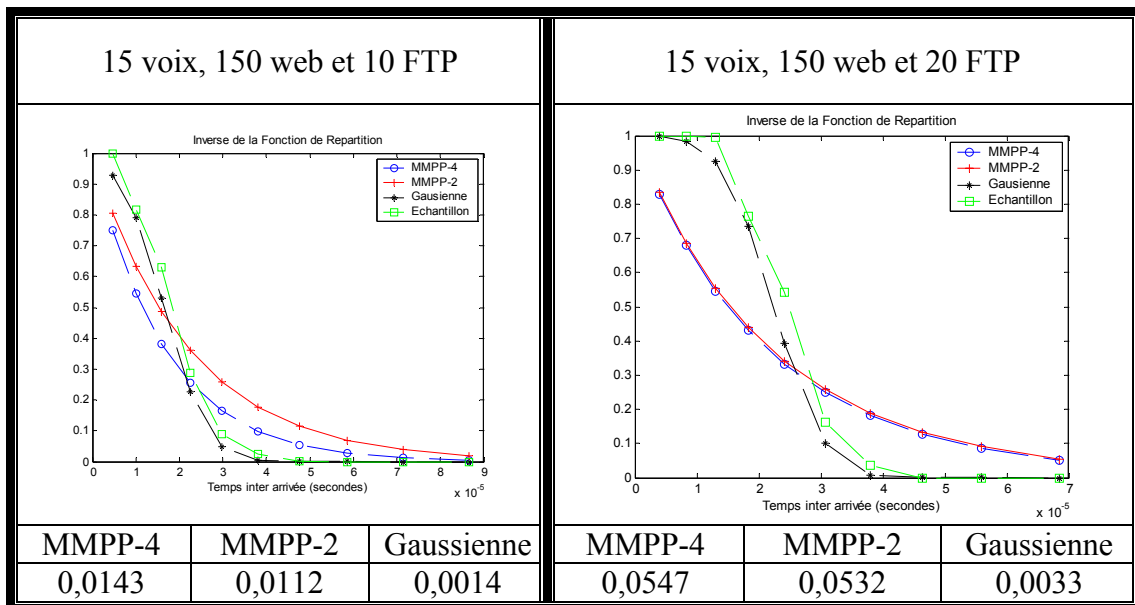 15 voix, 150 web et 10 FTP
15 voix, 150 web et 20 FTP
Inverse de la Fonction de Repartition
MMPP-4
MMPP-2
Gausienne
Echantillon
1
0.9
0.8
0.7
0.6
0.5
0.4
0.3
0.2
0.1
0
0 1 2 3 4 5 6 7 8 9
x 10⁻⁵
Temps inter arrivée (secondes)
Inverse de la Fonction de Repartition
MMPP-4
MMPP-2
Gausienne
Echantillon
1
0.9
0.8
0.7
0.6
0.5
0.4
0.3
0.2
0.1
0
0 1 2 3 4 5 6 7
x 10⁻⁵
Temps inter arrivée (secondes)
MMPP-4 MMPP-2 Gaussienne
0,0143 0,0112 0,0014
MMPP-4 MMPP-2 Gaussienne
0,0547 0,0532 0,0033